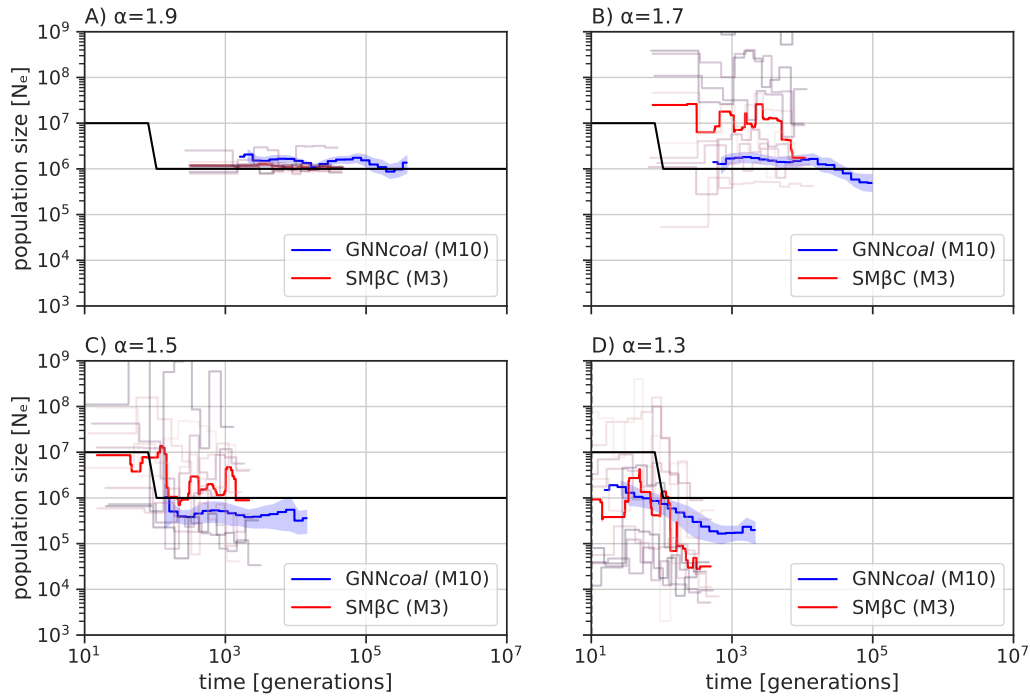 A) α=1.9
B) α=1.7
population size [Nₑ]
10⁹
10⁸
10⁷
10⁶
10⁵
10⁴
10³
GNNcoal (M10)
SMβC (M3)
GNNcoal (M10)
SMβC (M3)
C) α=1.5
D) α=1.3
population size [Nₑ]
10⁹
10⁸
10⁷
10⁶
10⁵
10⁴
10³
GNNcoal (M10)
SMβC (M3)
GNNcoal (M10)
SMβC (M3)
10¹ 10³ 10⁵ 10⁷
10¹ 10³ 10⁵ 10⁷
time [generations]
time [generations]